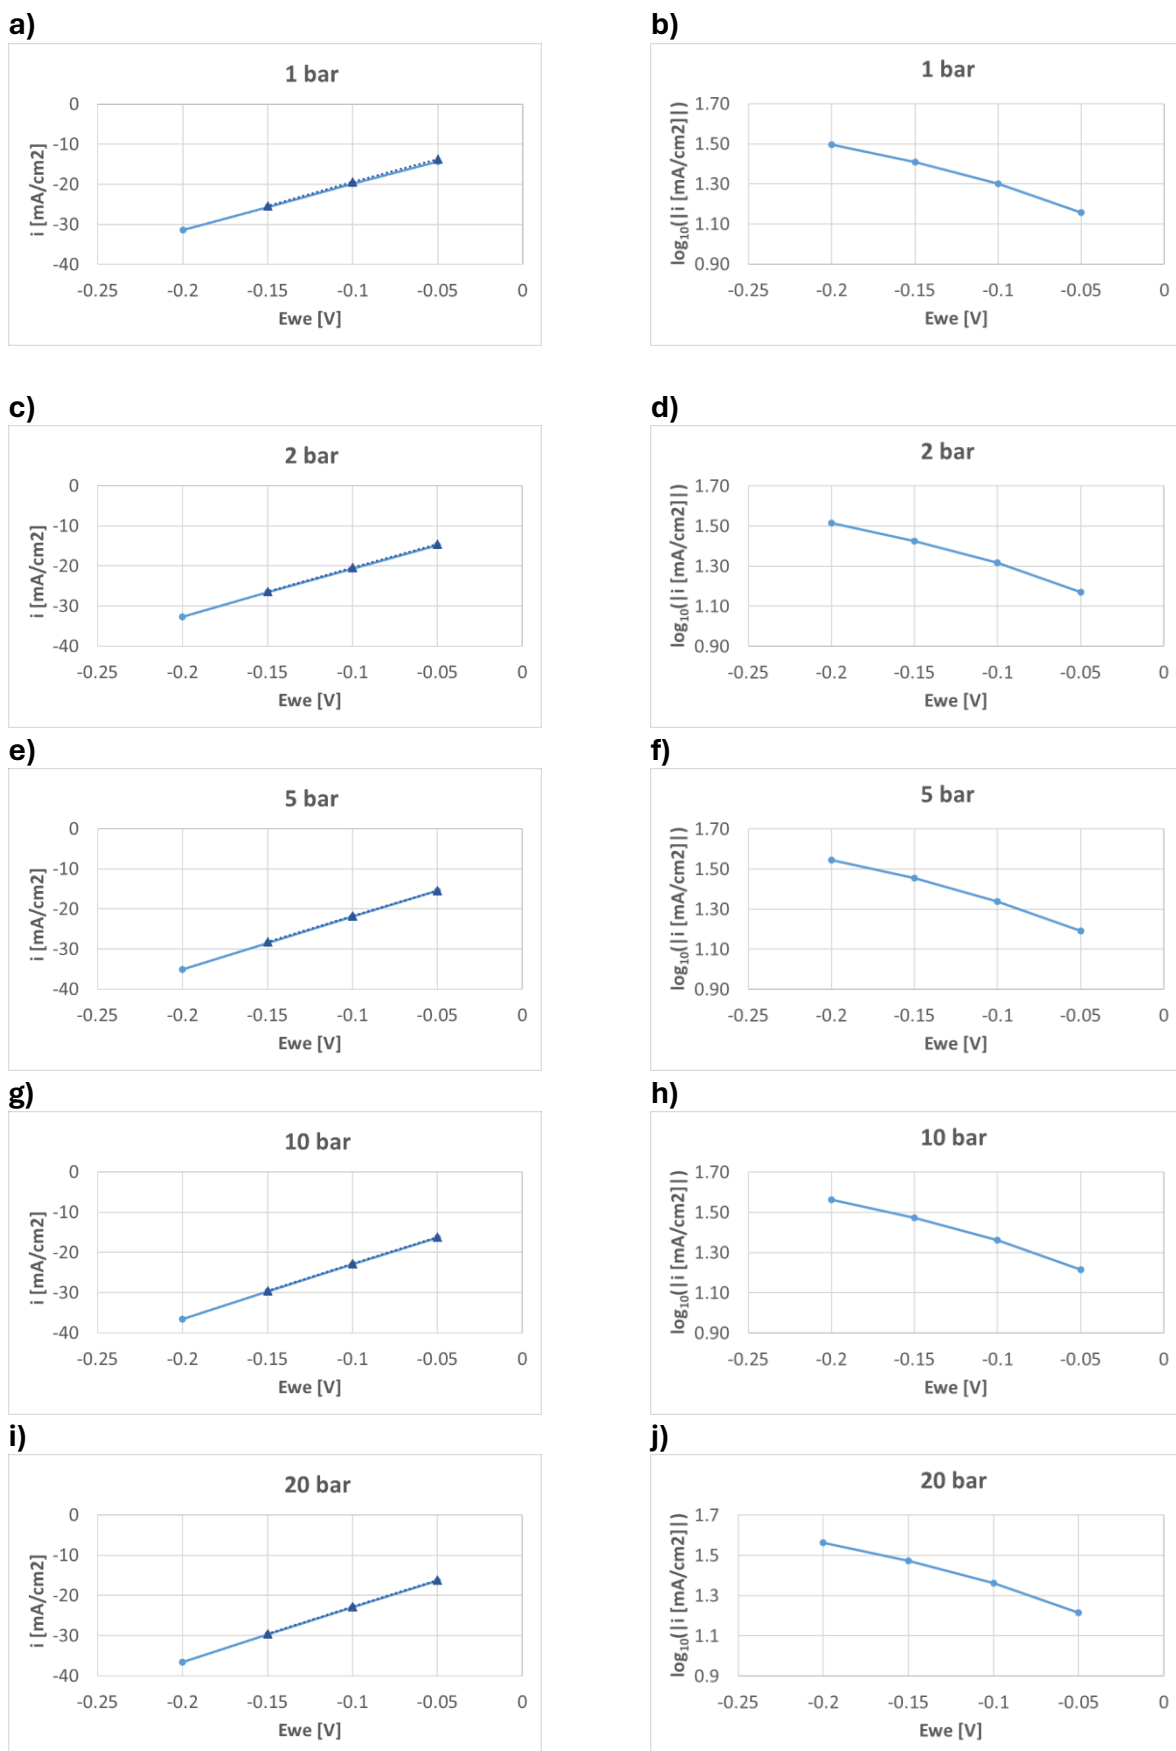 a)
1 bar
0
-10
-20
-30
-40
i [mA/cm2]
-0.25 -0.2 -0.15 -0.1 -0.05 0
Ewe [V]
b)
1 bar
1.70
1.50
1.30
1.10
0.90
log10(|i [mA/cm2]|)
-0.25 -0.2 -0.15 -0.1 -0.05 0
Ewe [V]
c)
2 bar
0
-10
-20
-30
-40
i [mA/cm2]
-0.25 -0.2 -0.15 -0.1 -0.05 0
Ewe [V]
d)
2 bar
1.70
1.50
1.30
1.10
0.90
log10(|i [mA/cm2]|)
-0.25 -0.2 -0.15 -0.1 -0.05 0
Ewe [V]
e)
5 bar
0
-10
-20
-30
-40
i [mA/cm2]
-0.25 -0.2 -0.15 -0.1 -0.05 0
Ewe [V]
f)
5 bar
1.70
1.50
1.30
1.10
0.90
log10(|i [mA/cm2]|)
-0.25 -0.2 -0.15 -0.1 -0.05 0
Ewe [V]
g)
10 bar
0
-10
-20
-30
-40
i [mA/cm2]
-0.25 -0.2 -0.15 -0.1 -0.05 0
Ewe [V]
h)
10 bar
1.70
1.50
1.30
1.10
0.90
log10(|i [mA/cm2]|)
-0.25 -0.2 -0.15 -0.1 -0.05 0
Ewe [V]
i)
20 bar
0
-10
-20
-30
-40
i [mA/cm2]
-0.25 -0.2 -0.15 -0.1 -0.05 0
Ewe [V]
j)
20 bar
1.7
1.5
1.3
1.1
0.9
log10(|i [mA/cm2]|)
-0.25 -0.2 -0.15 -0.1 -0.05 0
Ewe [V]